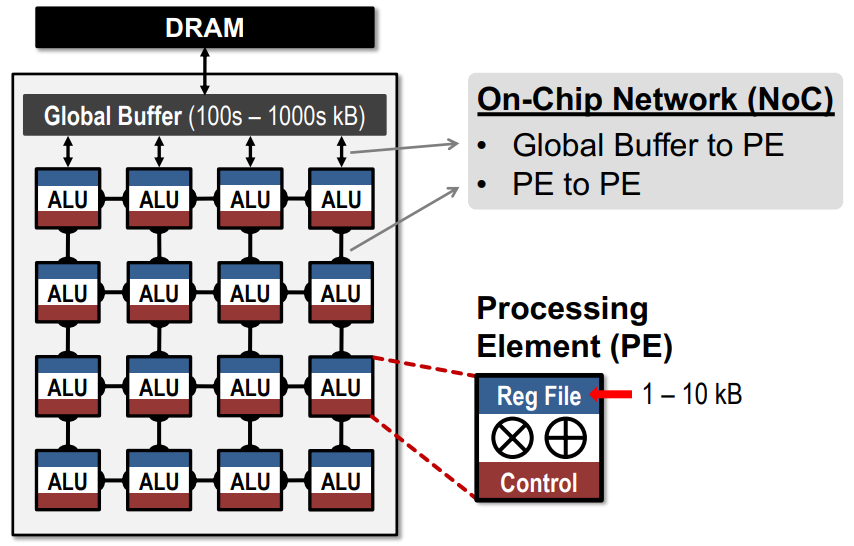 DRAM
Global Buffer (100s – 1000s kB)
On-Chip Network (NoC)
• Global Buffer to PE
• PE to PE
ALU ALU ALU ALU
ALU ALU ALU ALU
ALU ALU ALU ALU
ALU ALU ALU ALU
Processing
Element (PE)
Reg File
1 – 10 kB
Control